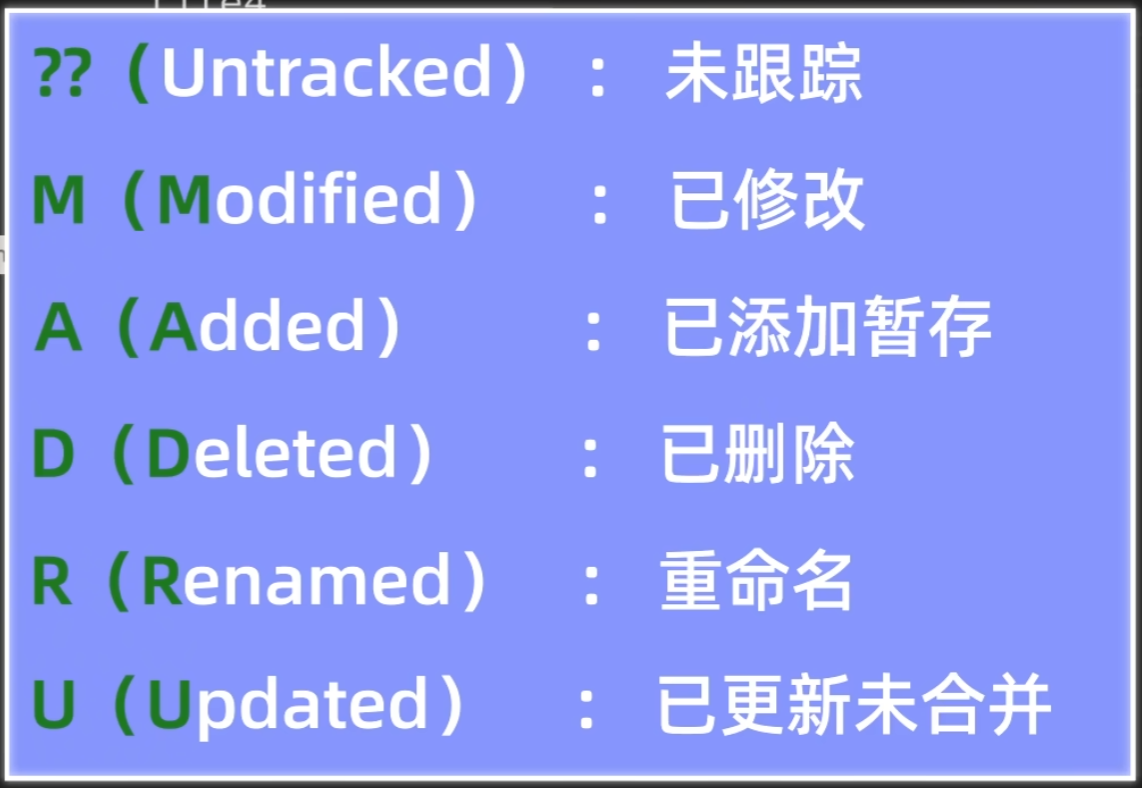 ?? (Untracked) : 未跟踪
M (Modified) : 已修改
A (Added) : 已添加暂存
D (Deleted) : 已删除
R (Renamed) : 重命名
U (Updated) : 已更新未合并